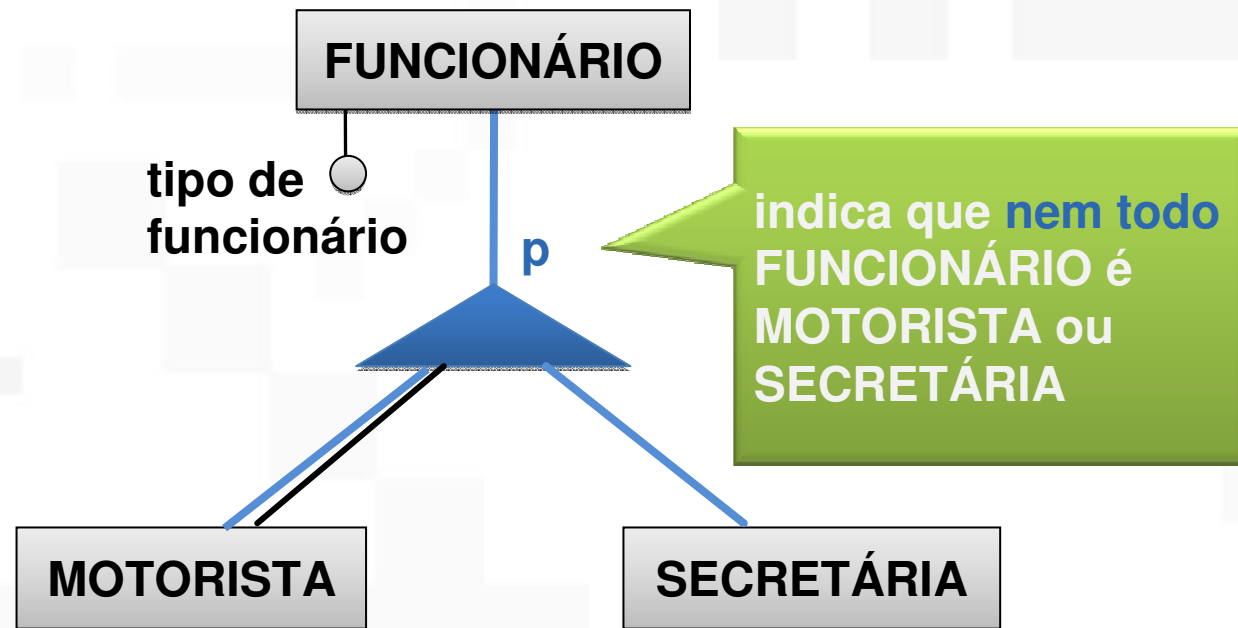 FUNCIONÁRIO
tipo de
funcionário
p
indica que nem todo
FUNCIONÁRIO é
MOTORISTA ou
SECRETÁRIA
MOTORISTA
SECRETÁRIA